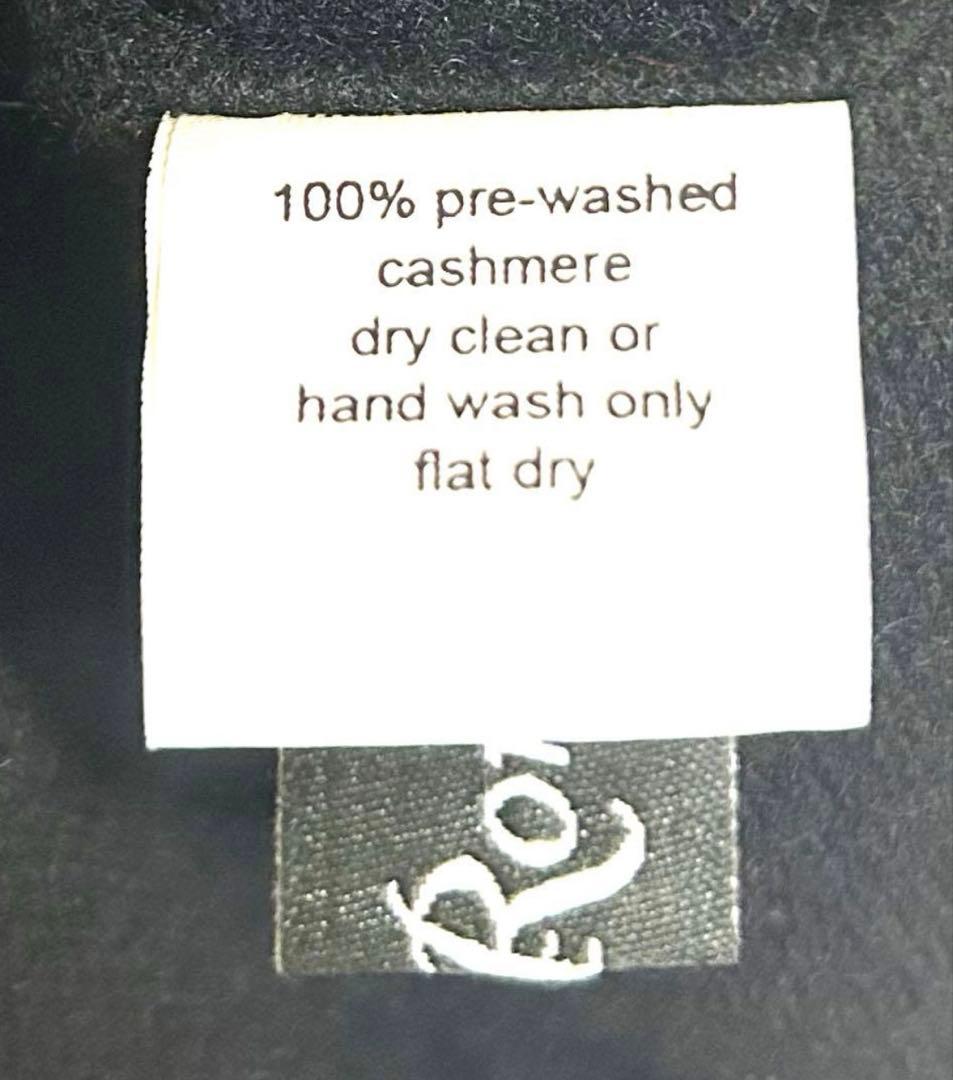 100% pre-washed
cashmere
dry clean or
hand wash only
flat dry